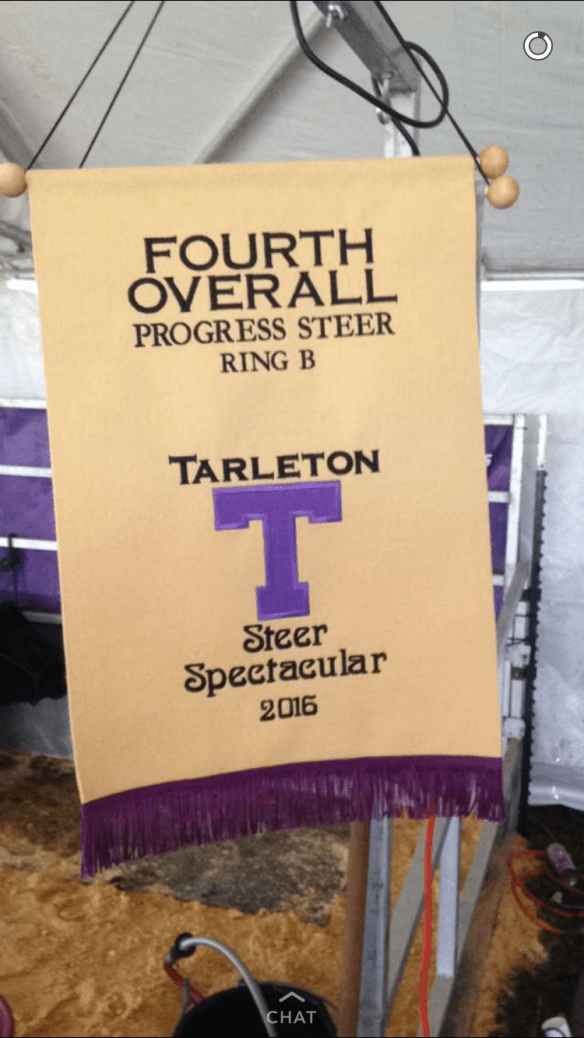 FOURTH
OVERALL
PROGRESS STEER
RING B
TARLETON
T
Steer
Spectacular
2016
CHAT